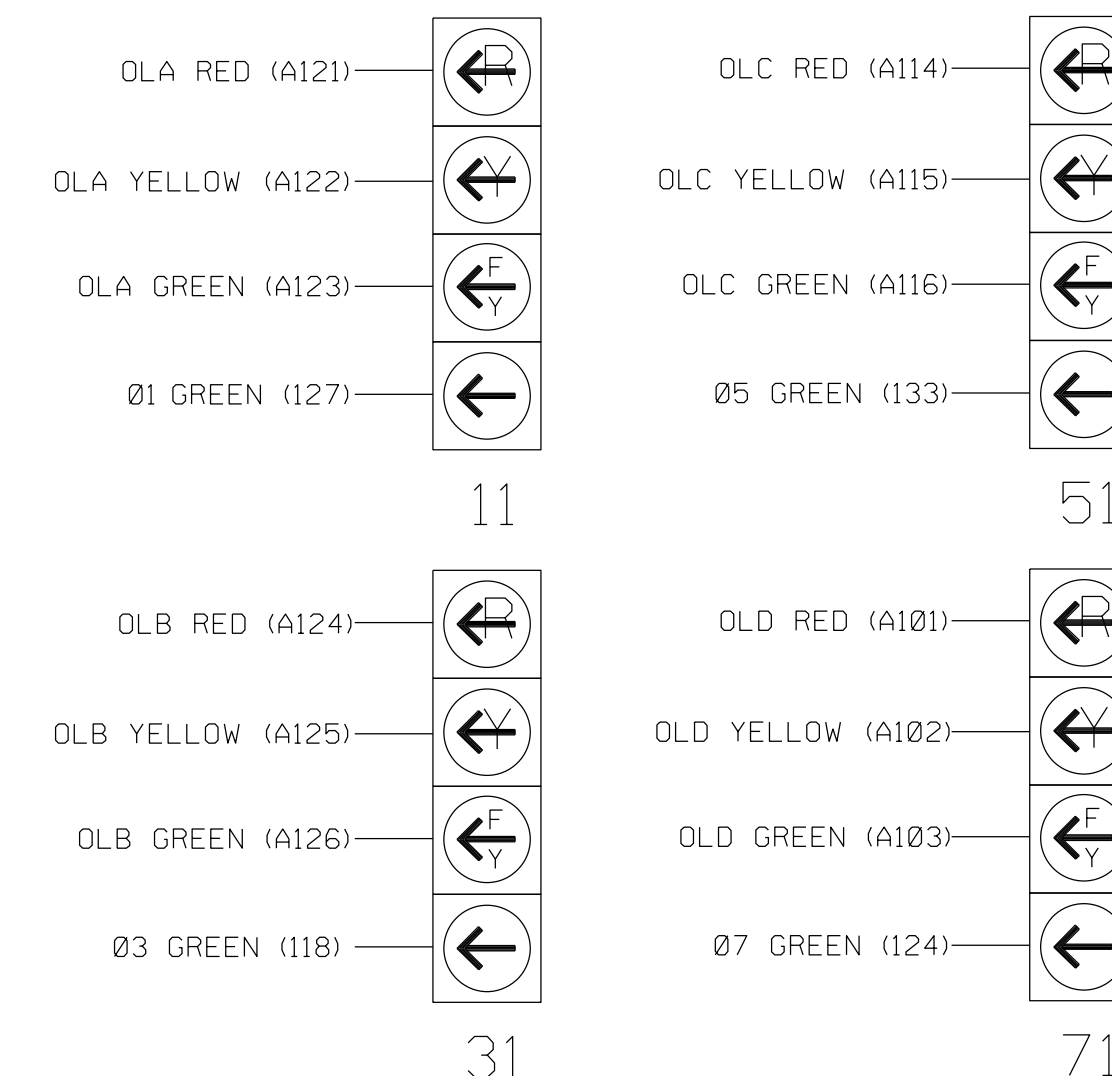 OLA RED (A121)
R
OLA YELLOW (A122)
Y
OLA GREEN (A123)
F
Y
Ø1 GREEN (127)
11
OLC RED (A114)
R
OLC YELLOW (A115)
Y
OLC GREEN (A116)
F
Y
Ø5 GREEN (133)
51
OLB RED (A124)
R
OLB YELLOW (A125)
Y
OLB GREEN (A126)
F
Y
Ø3 GREEN (118)
31
OLD RED (A1Ø1)
R
OLD YELLOW (A1Ø2)
Y
OLD GREEN (A1Ø3)
F
Y
Ø7 GREEN (124)
71